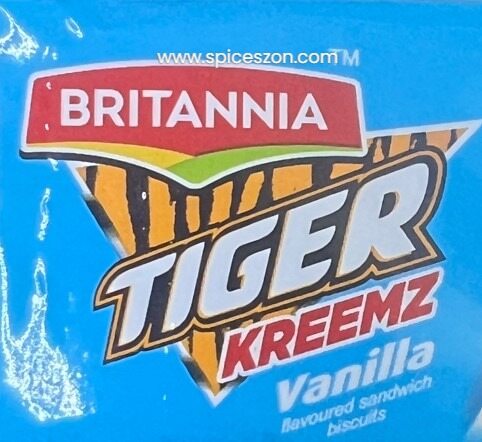 www.spiceszon.com
TM
BRITANNIA
TIGER
KREEMZ
Vanilla
flavoured sandwich
biscuits